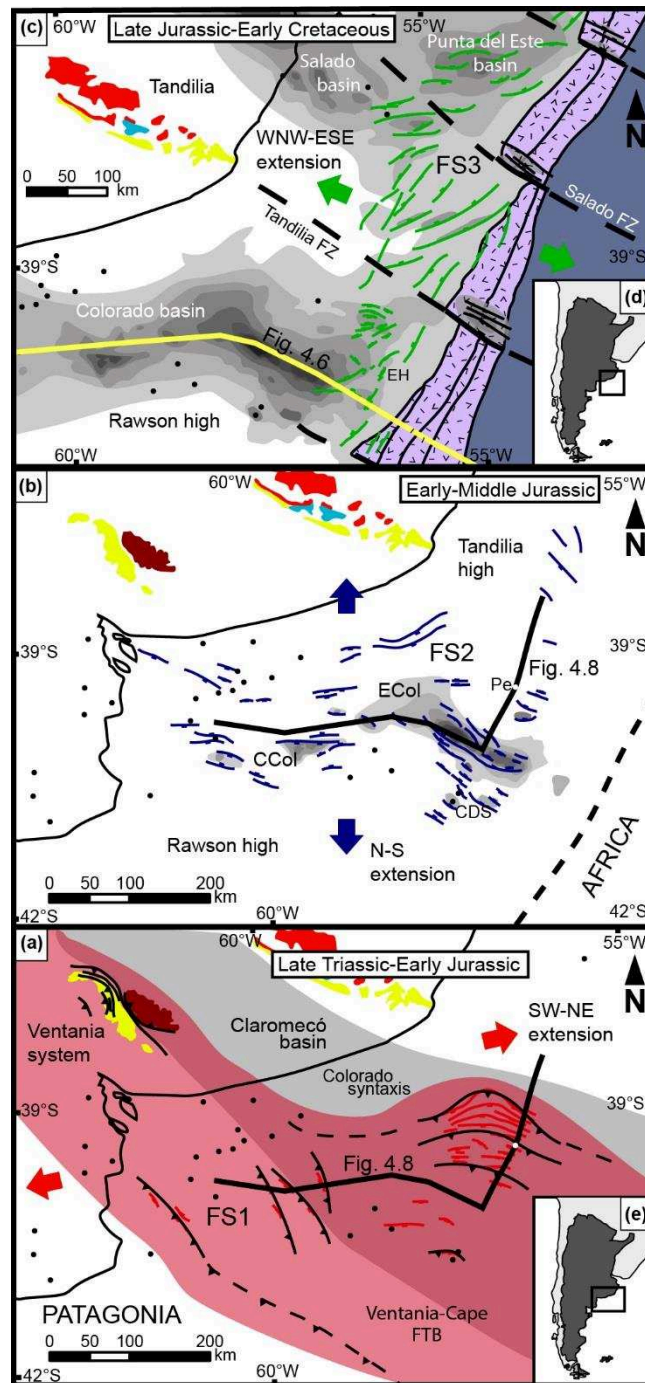 (c)
60°W
55°W
Late Jurassic-Early Cretaceous
Punta del Este
basin
Salado
basin
Tandilia
N
WNW-ESE
extension
FS3
0 50 100
km
Tandilia FZ
Salado FZ
39°S
39°S
Colorado basin
(d)
Fig. 4.6
EH
Rawson high
60°W
55°W
(b)
60°W
Early-Middle Jurassic
55°W
N
Tandilia
high
39°S
39°S
FS2
Fig. 4.8
ECol
Pe
CCol
CDS
Rawson high
N-S
extension
AFRICA
0 50 100 200
km
42°S
60°W
42°S
(a)
60°W
55°W
Late Triassic-Early Jurassic
N
SW-NE
extension
Ventania
system
Claromecó
basin
Colorado
syntaxis
39°S
39°S
Fig. 4.8
FS1
(e)
PATAGONIA
Ventania-Cape
FTB
0 50 100 200
km
42°S
60°W